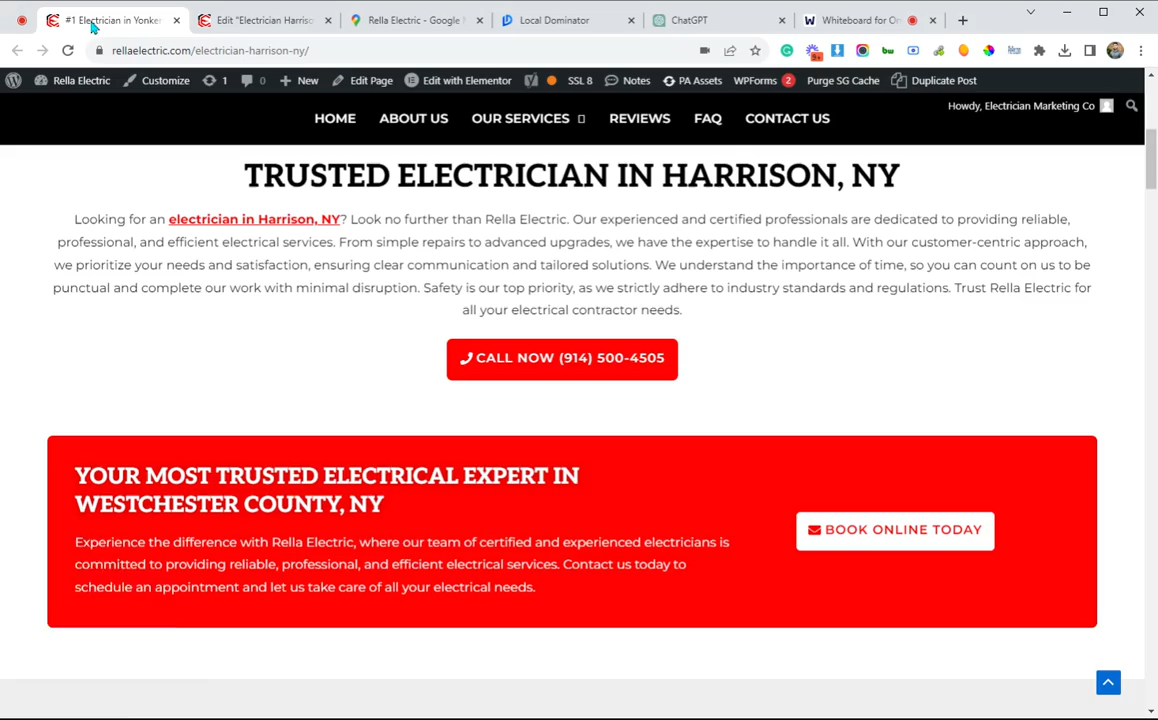 #1 Electrician in Yonker
Edit "Electrician Harriso
Rella Electric - Google
Local Dominator
ChatGPT
Whiteboard for On
rellaelectric.com/electrician-harrison-ny/
9+
bw
Rella Electric
Customize
1
0
New
Edit Page
Edit with Elementor
SSL 8
Notes
PA Assets
WPForms 2
Purge SG Cache
Duplicate Post
Howdy, Electrician Marketing Co
HOME
ABOUT US
OUR SERVICES
REVIEWS
FAQ
CONTACT US
TRUSTED ELECTRICIAN IN HARRISON, NY
Looking for an electrician in Harrison, NY? Look no further than Rella Electric. Our experienced and certified professionals are dedicated to providing reliable,
professional, and efficient electrical services. From simple repairs to advanced upgrades, we have the expertise to handle it all. With our customer-centric approach,
we prioritize your needs and satisfaction, ensuring clear communication and tailored solutions. We understand the importance of time, so you can count on us to be
punctual and complete our work with minimal disruption. Safety is our top priority, as we strictly adhere to industry standards and regulations. Trust Rella Electric for
all your electrical contractor needs.
CALL NOW (914) 500-4505
YOUR MOST TRUSTED ELECTRICAL EXPERT IN
WESTCHESTER COUNTY, NY
Experience the difference with Rella Electric, where our team of certified and experienced electricians is
committed to providing reliable, professional, and efficient electrical services. Contact us today to
schedule an appointment and let us take care of all your electrical needs.
BOOK ONLINE TODAY